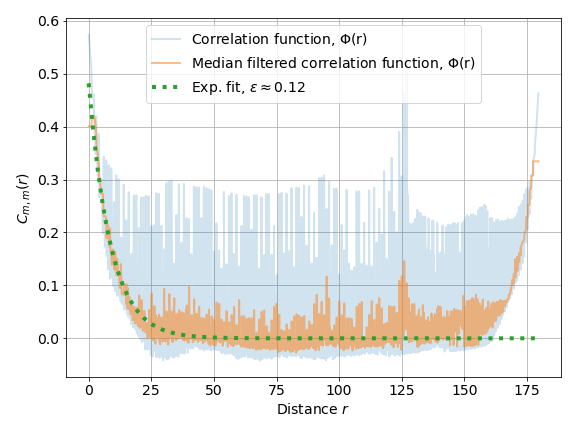 Correlation function, Φ(r)
Median filtered correlation function, Φ(r)
Exp. fit, ε ≈ 0.12
0.6
0.5
0.4
0.3
0.2
0.1
0.0
C_{m,m}(r)
0 25 50 75 100 125 150 175
Distance r